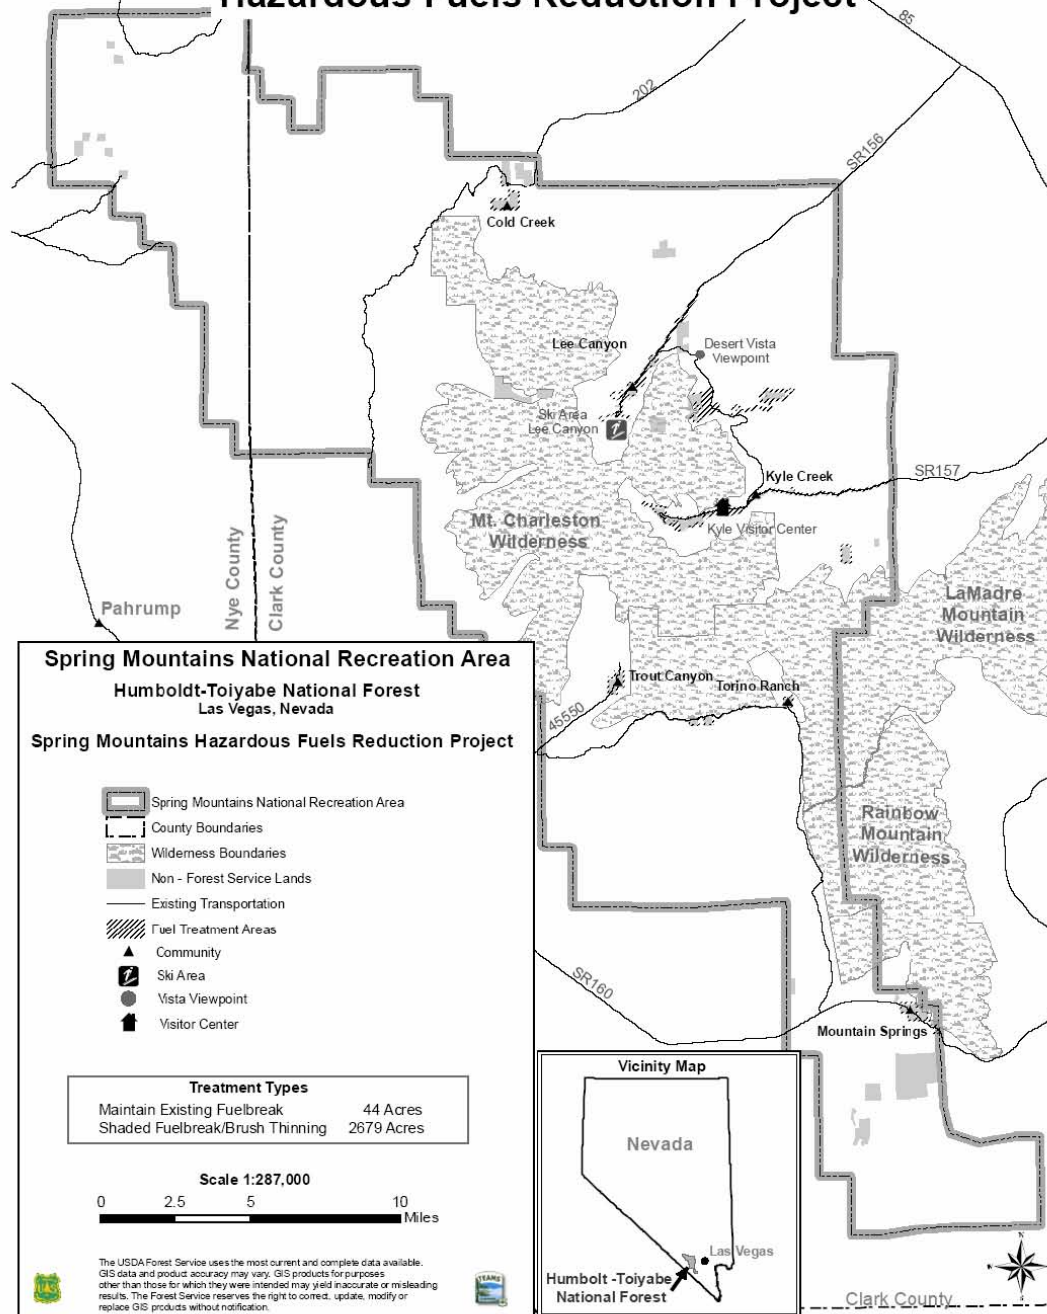 Hazardous Fuels Reduction Project
85
202
SR156
Cold Creek
Lee Canyon
Desert Vista
Viewpoint
Ski Area
Lee Canyon
Kyle Creek
SR157
Mt. Charleston
Wilderness
Kyle Visitor Center
Nye County
Clark County
Pahrump
LaMadre
Mountain
Wilderness
Trout Canyon
Torino Ranch
45550
Rainbow
Mountain
Wilderness
SR160
Mountain Springs
Spring Mountains National Recreation Area
Humboldt-Toiyabe National Forest
Las Vegas, Nevada
Spring Mountains Hazardous Fuels Reduction Project
Spring Mountains National Recreation Area
County Boundaries
Wilderness Boundaries
Non - Forest Service Lands
Existing Transportation
Fuel Treatment Areas
Community
Ski Area
Vista Viewpoint
Visitor Center
Treatment Types
Maintain Existing Fuelbreak 44 Acres
Shaded Fuelbreak/Brush Thinning 2679 Acres
Scale 1:287,000
0 2.5 5 10
Miles
The USDA Forest Service uses the most current and complete data available.
GIS data and product accuracy may vary. GIS products for purposes
other than those for which they were intended may yield inaccurate or misleading
results. The Forest Service reserves the right to correct, update, modify or
replace GIS products without notification.
TEAMS
Vicinity Map
Nevada
Las Vegas
Humbolt -Toiyabe
National Forest
N
Clark County